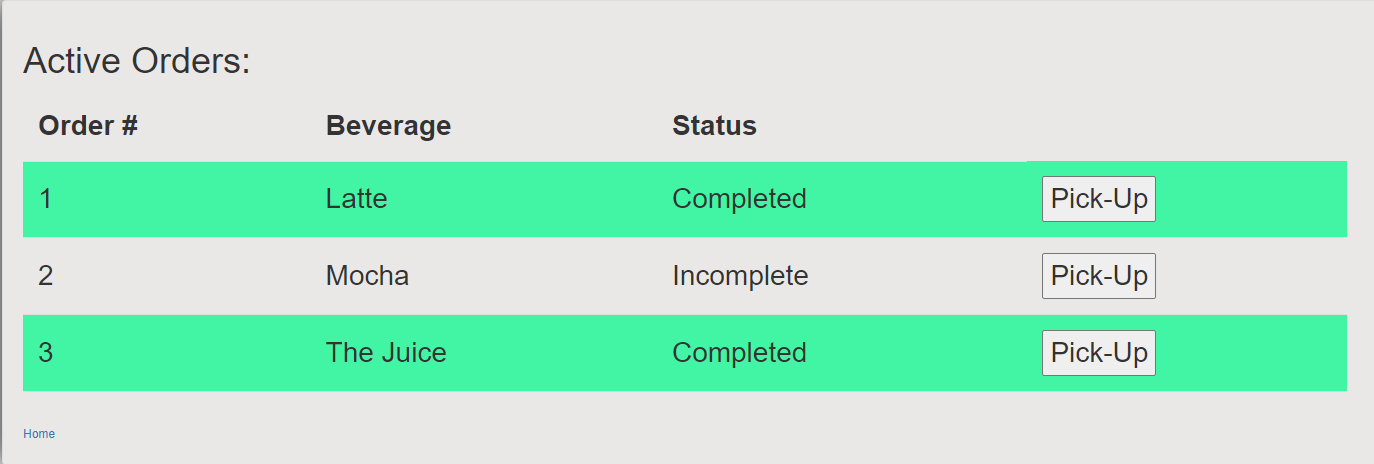 Active Orders:
Order # Beverage Status
1 Latte Completed Pick-Up
2 Mocha Incomplete Pick-Up
3 The Juice Completed Pick-Up
Home